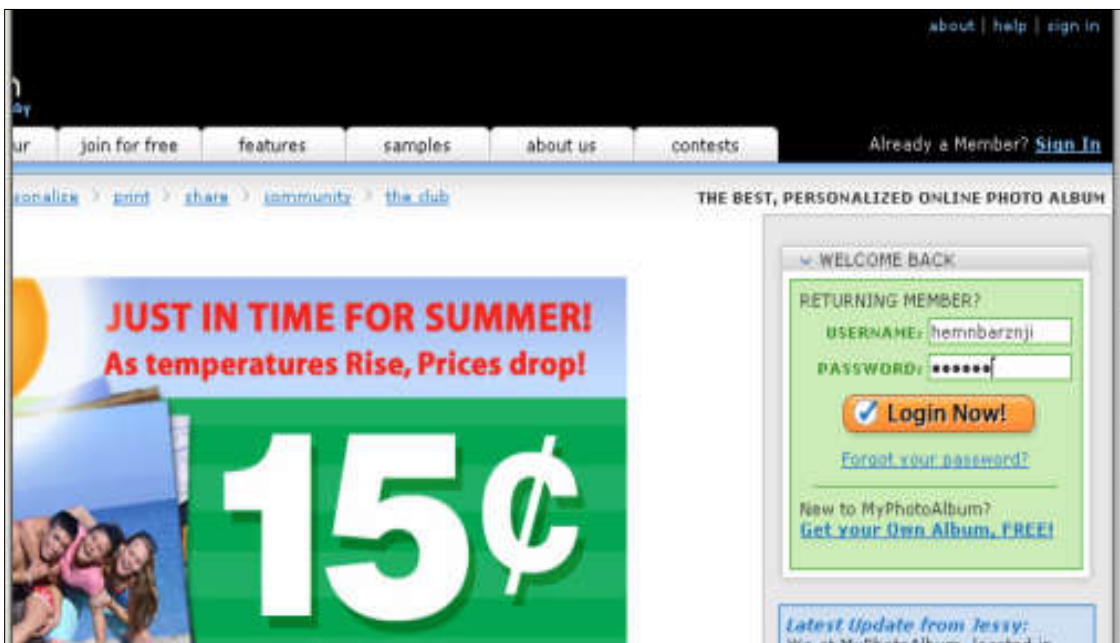 about | help | sign in
ur
join for free
features
samples
about us
contests
Already a Member? Sign In
sonalize > print > share > community > the club
THE BEST, PERSONALIZED ONLINE PHOTO ALBUM
WELCOME BACK
RETURNING MEMBER?
USERNAME: hemnbarznji
PASSWORD: ••••••
Login Now!
Forgot your password?
New to MyPhotoAlbum?
Get your Own Album, FREE!
JUST IN TIME FOR SUMMER!
As temperatures Rise, Prices drop!
15¢
Latest Update from Jessy: